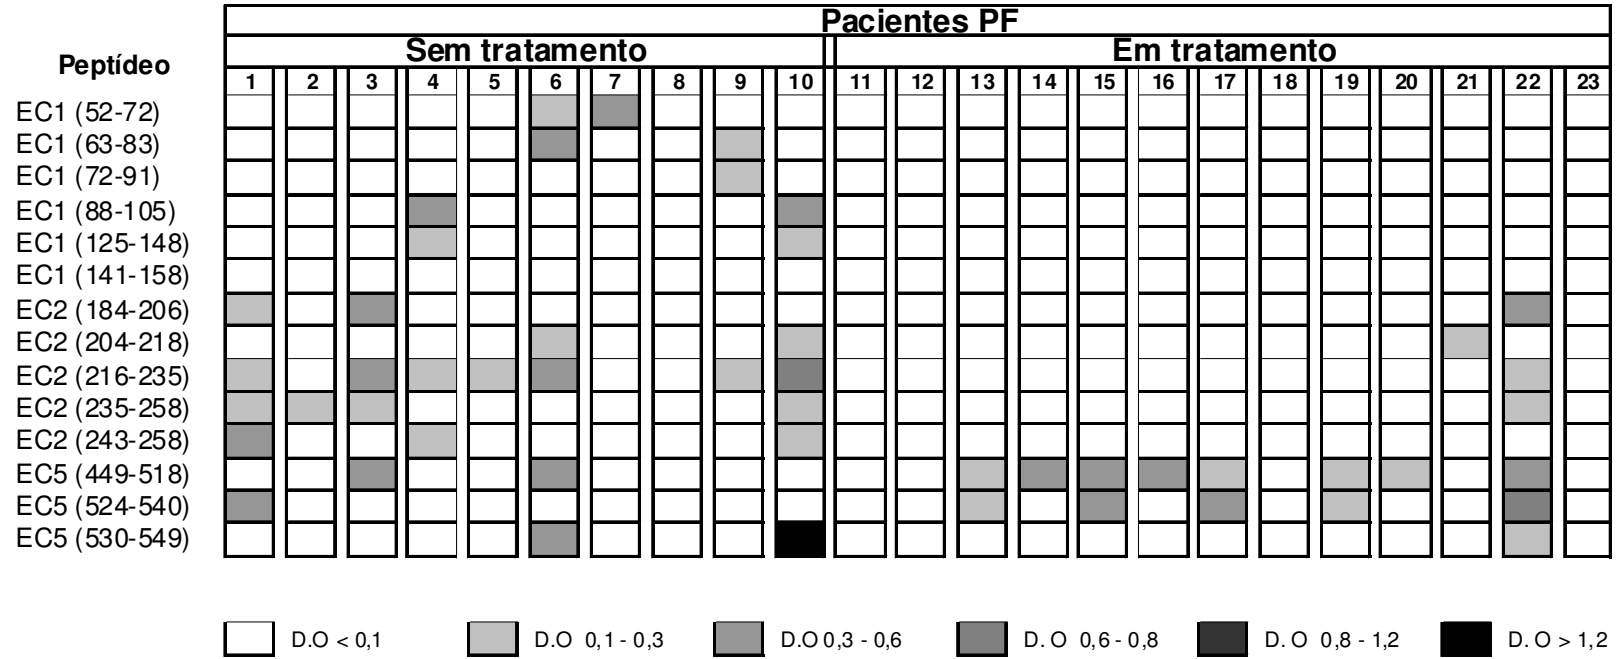 Pacientes PF
Sem tratamento Em tratamento
Peptídeo
1 2 3 4 5 6 7 8 9 10 11 12 13 14 15 16 17 18 19 20 21 22 23
EC1 (52-72)
EC1 (63-83)
EC1 (72-91)
EC1 (88-105)
EC1 (125-148)
EC1 (141-158)
EC2 (184-206)
EC2 (204-218)
EC2 (216-235)
EC2 (235-258)
EC2 (243-258)
EC5 (449-518)
EC5 (524-540)
EC5 (530-549)
D.O < 0,1 D.O 0,1 - 0,3 D.O 0,3 - 0,6 D. O 0,6 - 0,8 D. O 0,8 - 1,2 D. O > 1,2